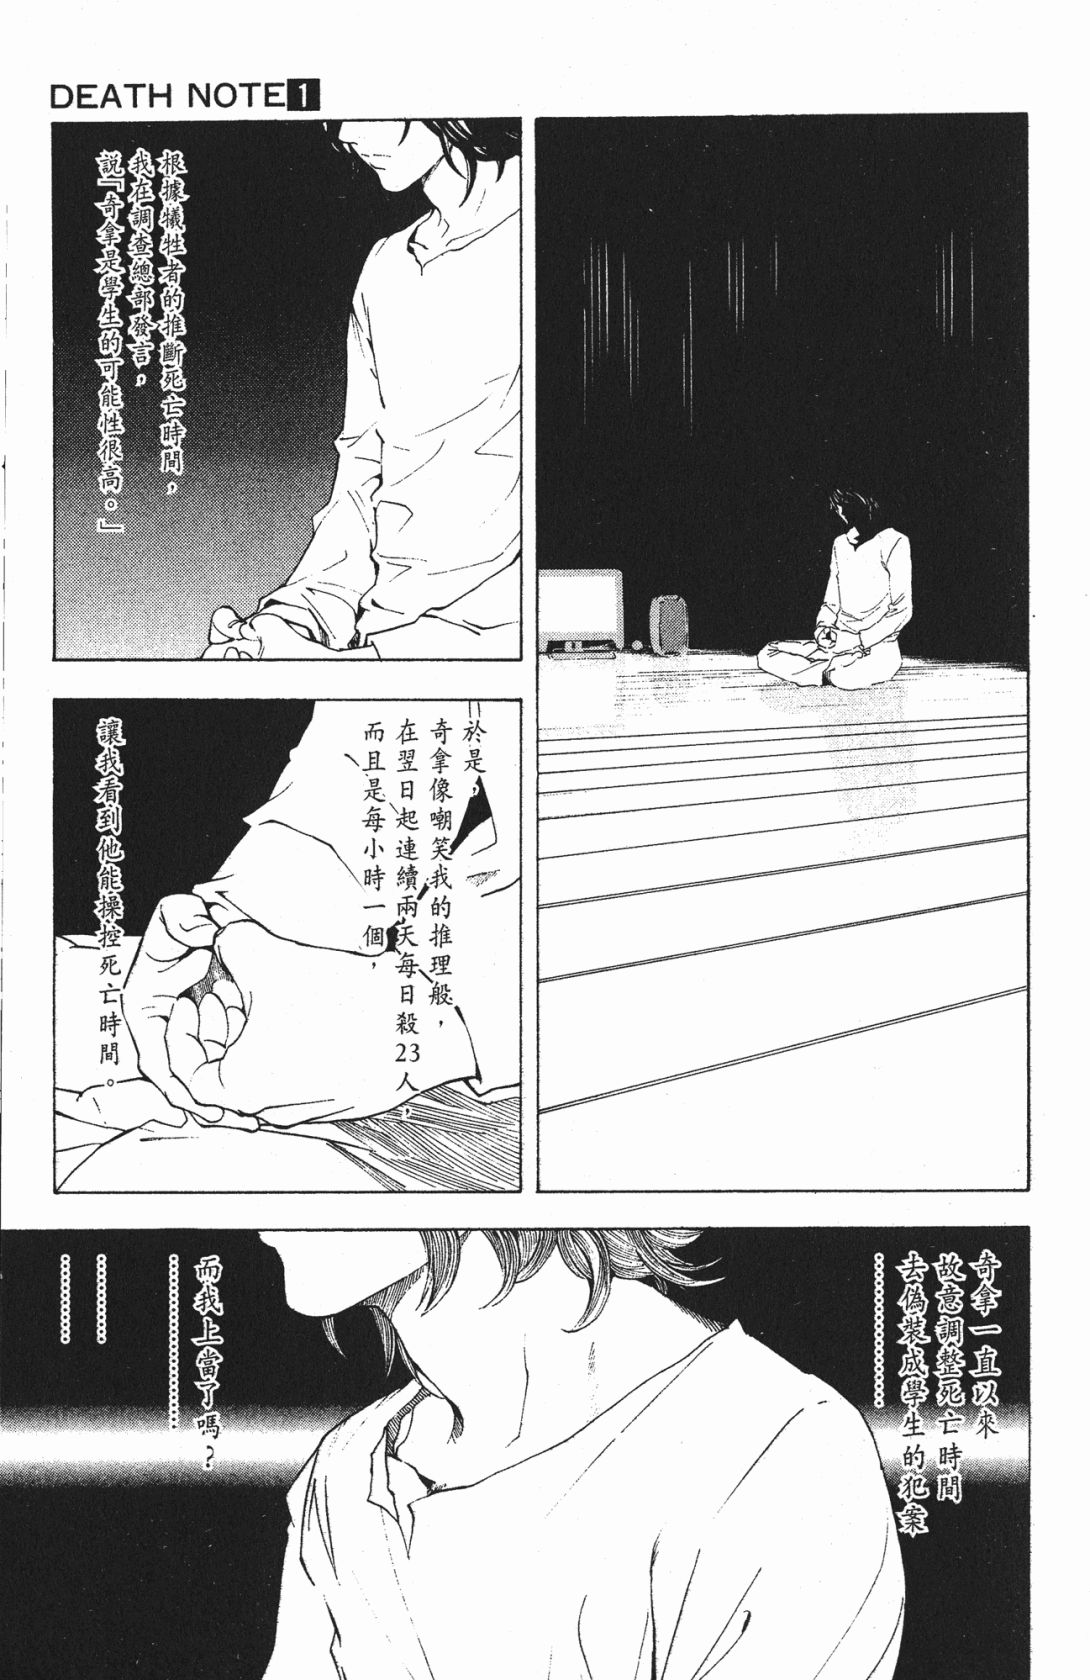 DEATH NOTE 1
根據犧牲者的推斷死亡時間，
我在調查總部發言，
說『奇拿是學生的可能性很高。』
於是，
奇拿像嘲笑我的推理般，
在翌日起連續兩天每日殺23人，
而且是每小時一個，
讓我看到他能操控死亡時間。
奇拿一直以來
故意調整死亡時間
去偽裝成學生的犯案
………………
而我上當了嗎？
………………
………
………